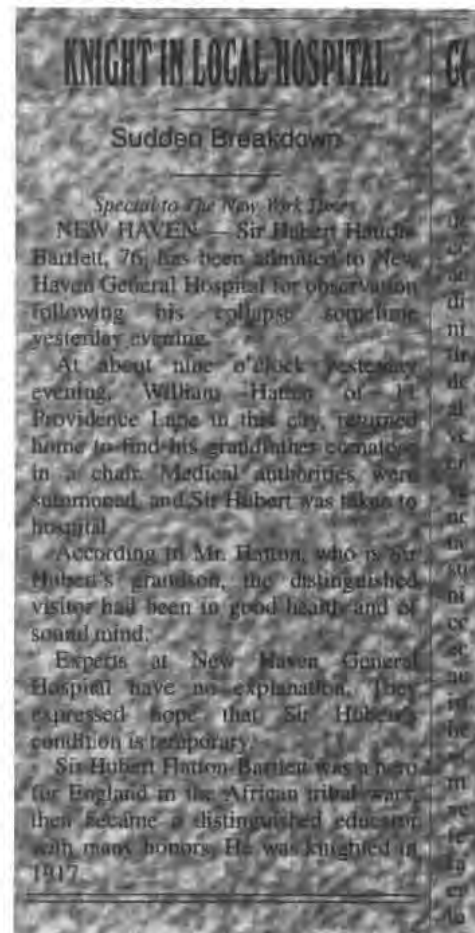 KNIGHT IN LOCAL HOSPITAL
Sudden Breakdown
Special to The New York Times
NEW HAVEN — Sir Hubert Hatton-
Bartlett, 76, has been admitted to New
Haven General Hospital for observation
following his collapse sometime
yesterday evening.
At about nine o'clock yesterday
evening, William Hatton of 11
Providence Lane in this city, returned
home to find his grandfather comatose
in a chair. Medical authorities were
summoned, and Sir Hubert was taken to
hospital.
According to Mr. Hatton, who is Sir
Hubert's grandson, the distinguished
visitor had been in good health and of
sound mind.
Experts at New Haven General
Hospital have no explanation. They
expressed hope that Sir Hubert's
condition is temporary.
Sir Hubert Hatton-Bartlett was a hero
for England in the African tribal wars,
then became a distinguished educator
with many honors. He was knighted in
1917.